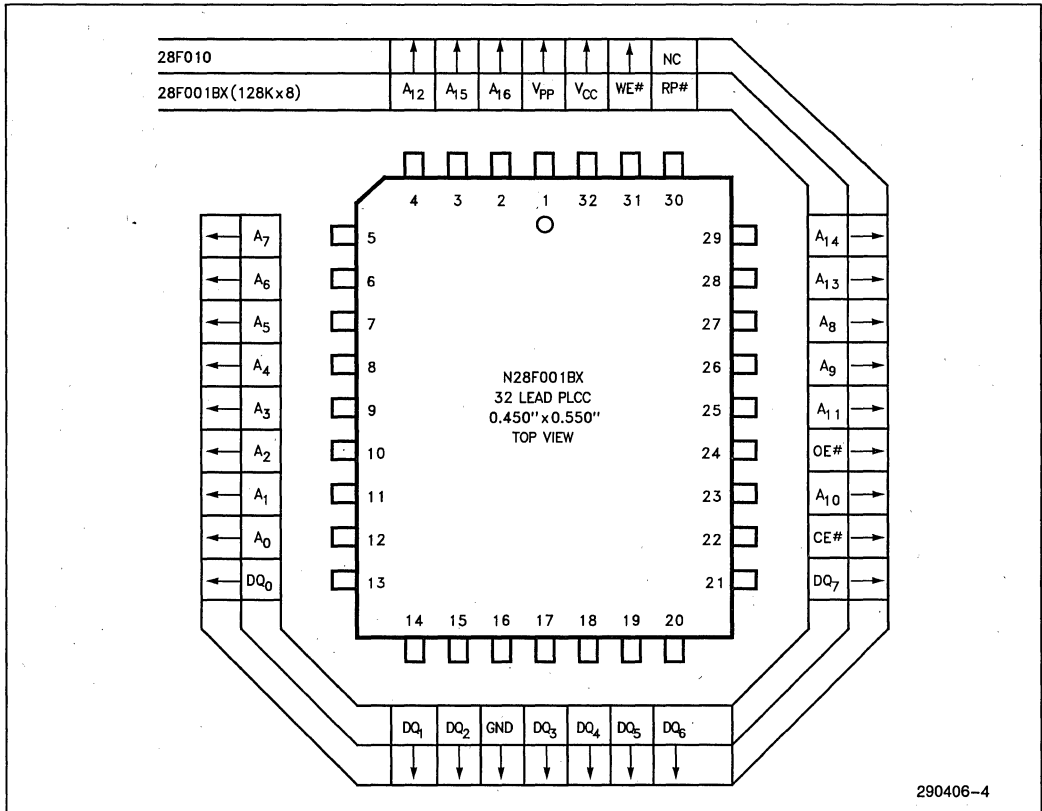 28F010 NC
28F001BX(128Kx8) A12 A15 A16 VPP VCC WE# RP#
4 3 2 1 32 31 30
A7 5 29 A14
A6 6 28 A13
A5 7 27 A8
A4 8 26 A9
A3 9 25 A11
A2 10 24 OE#
A1 11 23 A10
A0 12 22 CE#
DQ0 13 21 DQ7
N28F001BX
32 LEAD PLCC
0.450" x 0.550"
TOP VIEW
14 15 16 17 18 19 20
DQ1 DQ2 GND DQ3 DQ4 DQ5 DQ6
290406-4